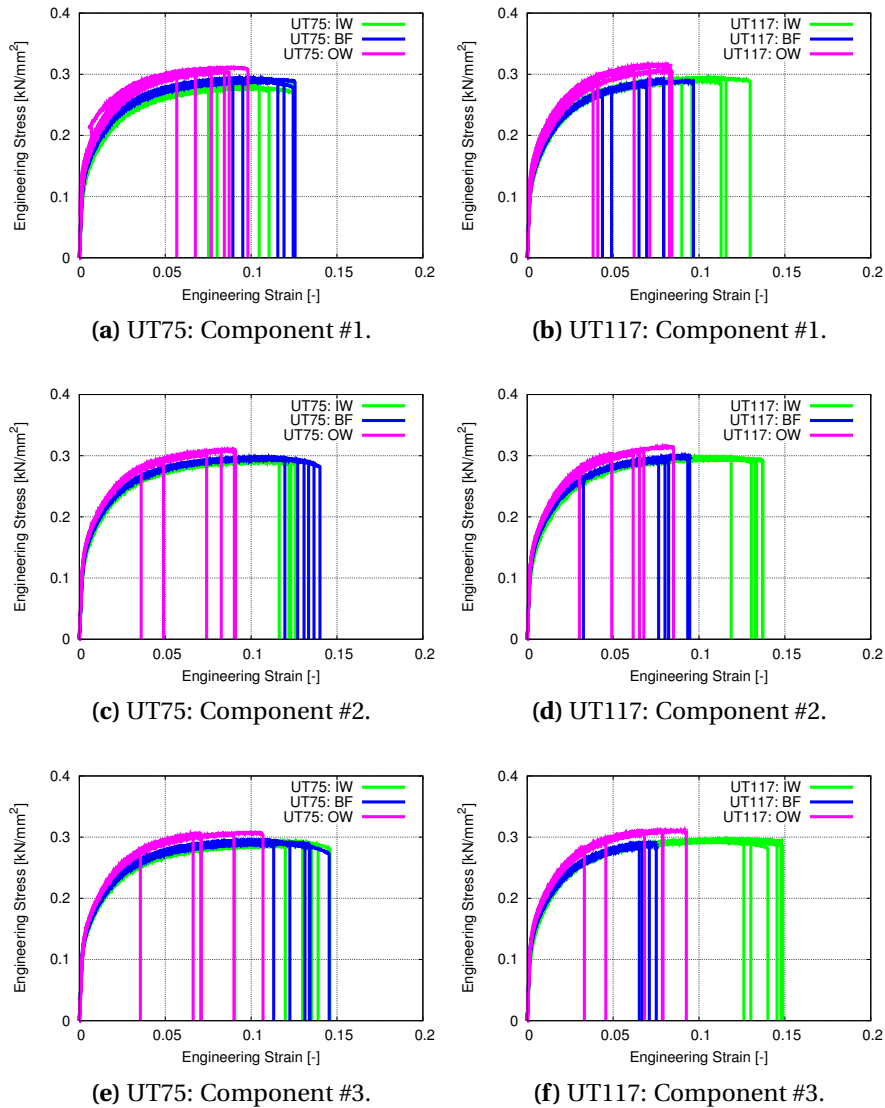 0.4
0.3
0.2
0.1
0
0
0.05
0.1
0.15
0.2
Engineering Stress [kN/mm²]
Engineering Strain [-]
UT75: IW
UT75: BF
UT75: OW
(a) UT75: Component #1.
0.4
0.3
0.2
0.1
0
0
0.05
0.1
0.15
0.2
Engineering Stress [kN/mm²]
Engineering Strain [-]
UT117: IW
UT117: BF
UT117: OW
(b) UT117: Component #1.
0.4
0.3
0.2
0.1
0
0
0.05
0.1
0.15
0.2
Engineering Stress [kN/mm²]
Engineering Strain [-]
UT75: IW
UT75: BF
UT75: OW
(c) UT75: Component #2.
0.4
0.3
0.2
0.1
0
0
0.05
0.1
0.15
0.2
Engineering Stress [kN/mm²]
Engineering Strain [-]
UT117: IW
UT117: BF
UT117: OW
(d) UT117: Component #2.
0.4
0.3
0.2
0.1
0
0
0.05
0.1
0.15
0.2
Engineering Stress [kN/mm²]
Engineering Strain [-]
UT75: IW
UT75: BF
UT75: OW
(e) UT75: Component #3.
0.4
0.3
0.2
0.1
0
0
0.05
0.1
0.15
0.2
Engineering Stress [kN/mm²]
Engineering Strain [-]
UT117: IW
UT117: BF
UT117: OW
(f) UT117: Component #3.